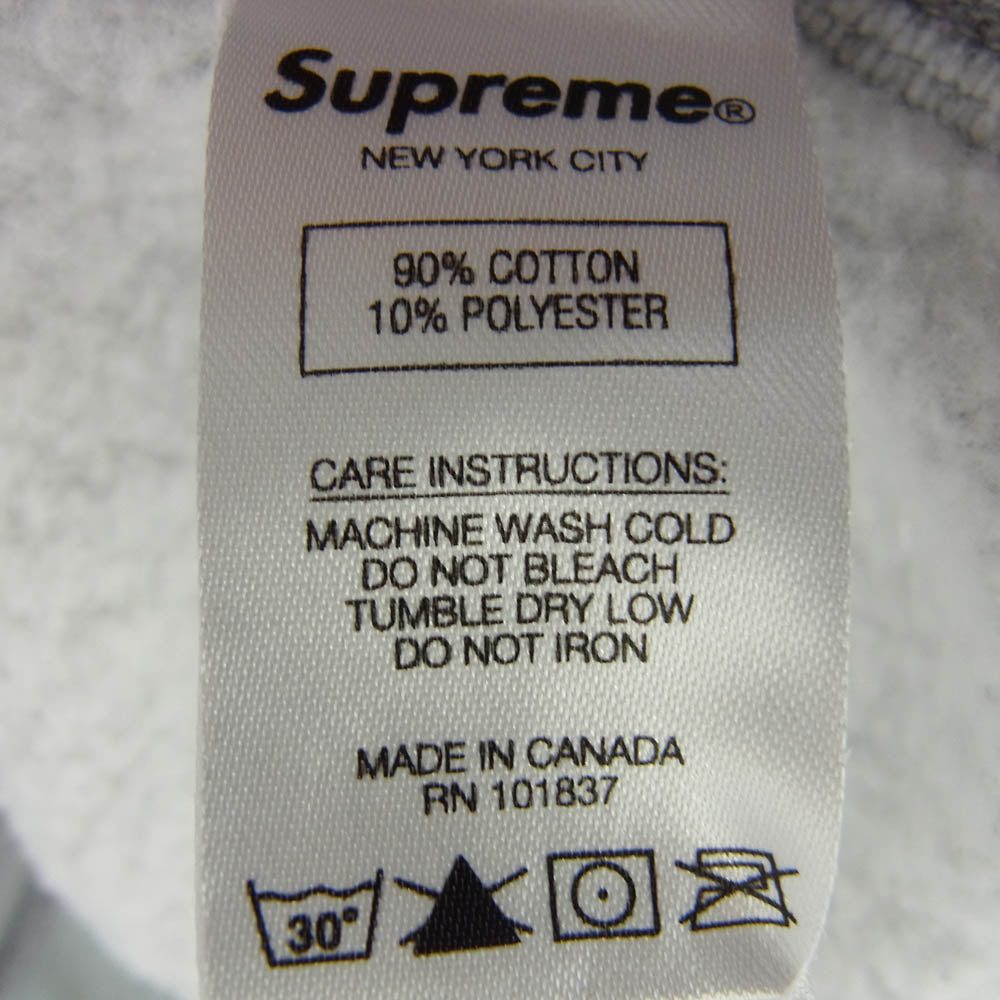 Supreme®
NEW YORK CITY
90% COTTON
10% POLYESTER
CARE INSTRUCTIONS:
MACHINE WASH COLD
DO NOT BLEACH
TUMBLE DRY LOW
DO NOT IRON
MADE IN CANADA
RN 101837
30°